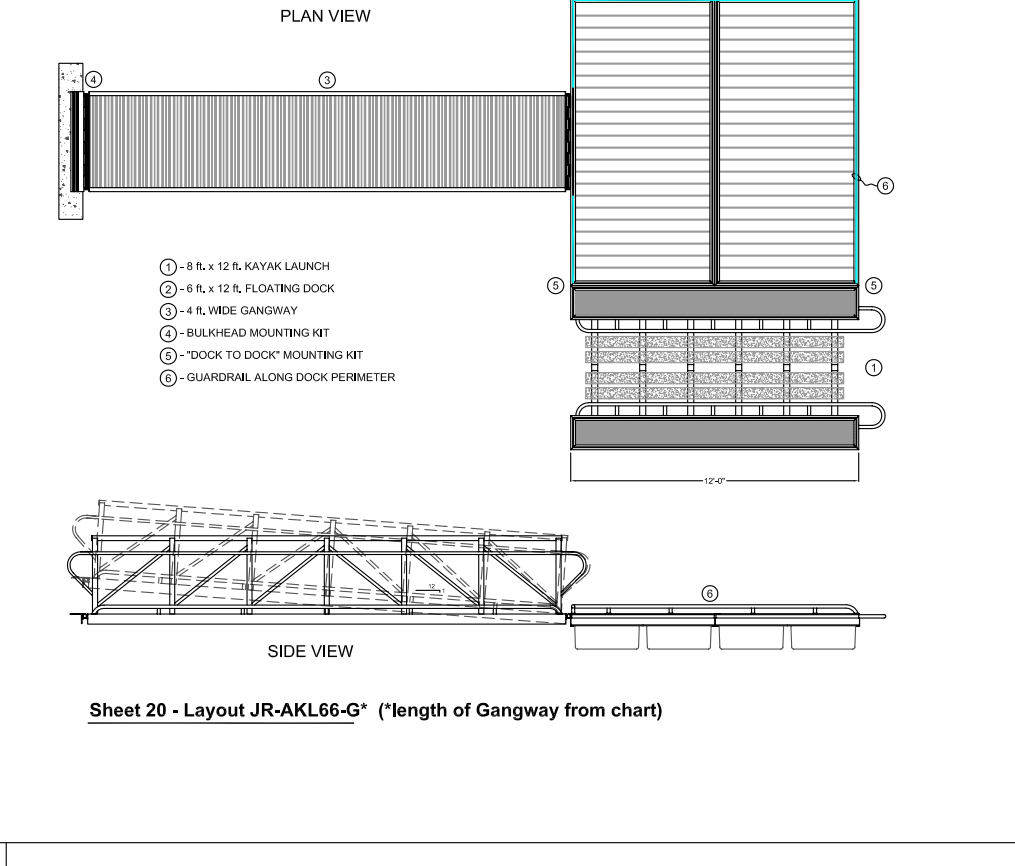 PLAN VIEW
4
3
6
5
5
1
1 - 8 ft. x 12 ft. KAYAK LAUNCH
2 - 6 ft. x 12 ft. FLOATING DOCK
3 - 4 ft. WIDE GANGWAY
4 - BULKHEAD MOUNTING KIT
5 - "DOCK TO DOCK" MOUNTING KIT
6 - GUARDRAIL ALONG DOCK PERIMETER
12'-0"
12
1
6
SIDE VIEW
Sheet 20 - Layout JR-AKL66-G* (*length of Gangway from chart)